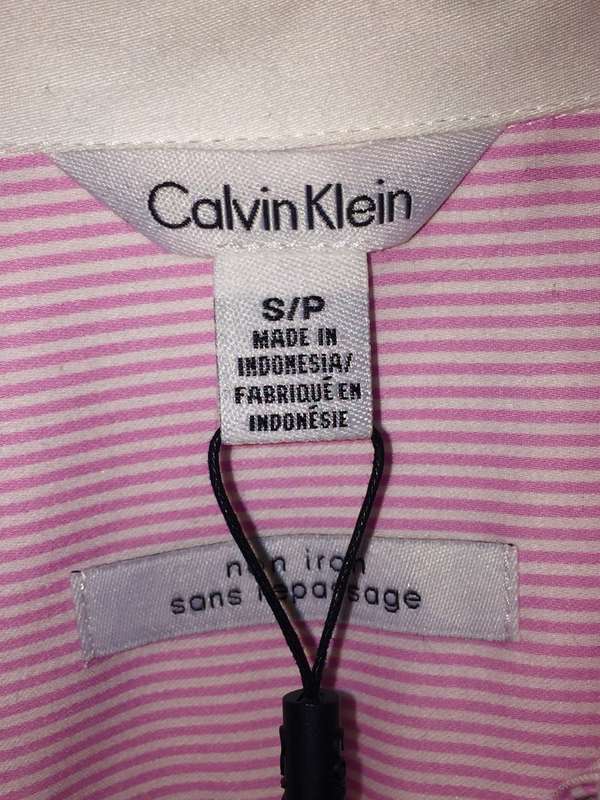 Calvin Klein
S/P
MADE IN
INDONESIA/
FABRIQUÉ EN
INDONÉSIE
non iron
sans repassage